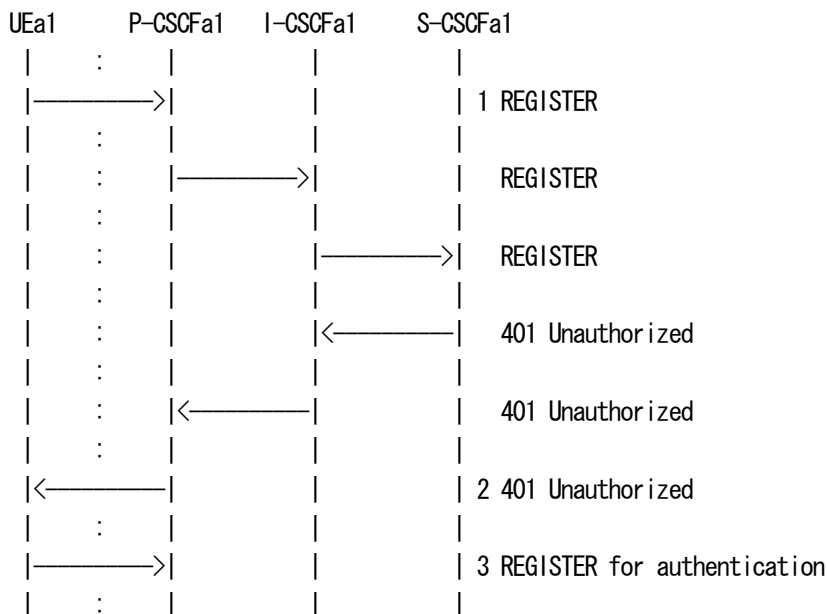 UEa1 P-CSCFa1 I-CSCFa1 S-CSCFa1
| : | | |
|----------->| | | 1 REGISTER
| : | | |
| : |----------->| | REGISTER
| : | | |
| : | |----------->| REGISTER
| : | | |
| : | |<-----------| 401 Unauthorized
| : | | |
| : |<-----------| | 401 Unauthorized
| : | | |
|<-----------| | | 2 401 Unauthorized
| : | | |
|----------->| | | 3 REGISTER for authentication
| : | | |